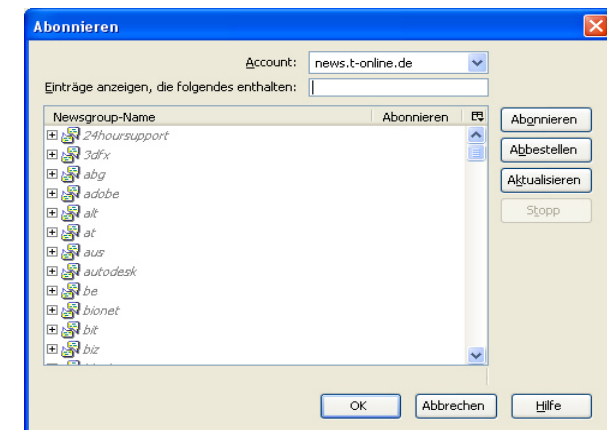 Abonnieren
Account: news.t-online.de
Einträge anzeigen, die folgendes enthalten:
Newsgroup-Name Abonnieren
24hoursupport
3dfx
abg
adobe
alt
at
aus
autodesk
be
bionet
bit
biz
Abonnieren
Abbestellen
Aktualisieren
Stopp
OK Abbrechen Hilfe